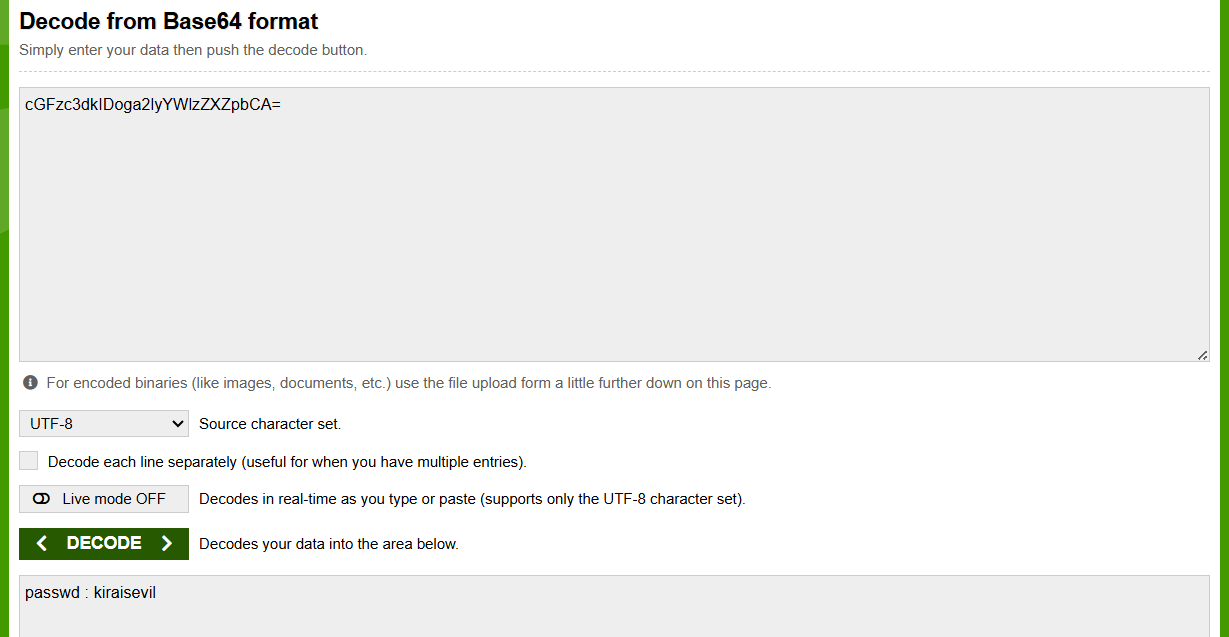 Decode from Base64 format
Simply enter your data then push the decode button.
cGFzc3dkIDoga2lyYWlzZXZpbCA=
For encoded binaries (like images, documents, etc.) use the file upload form a little further down on this page.
UTF-8 Source character set.
Decode each line separately (useful for when you have multiple entries).
Live mode OFF Decodes in real-time as you type or paste (supports only the UTF-8 character set).
DECODE Decodes your data into the area below.
passwd : kiraisevil